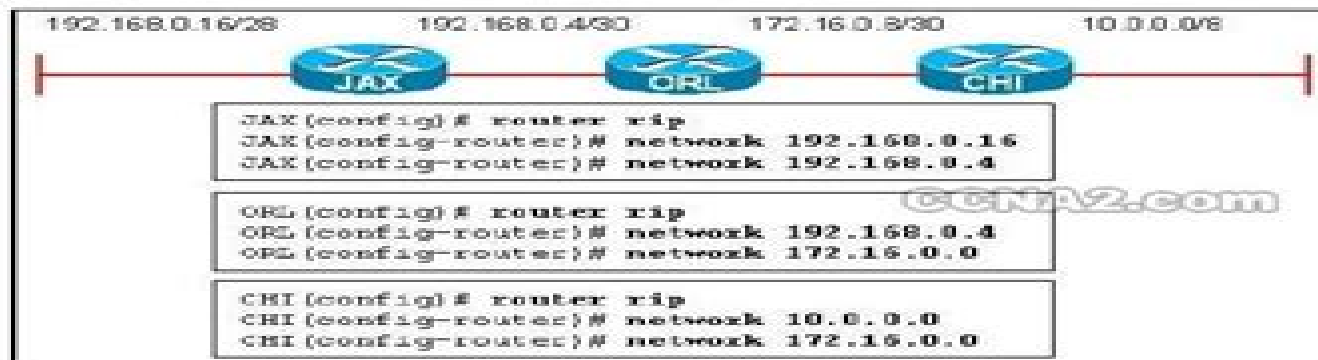 192.168.0.16/28 192.168.0.4/30 172.16.0.8/30 10.0.0.0/8
JAX ORL CHI
JAX(config)# router rip
JAX(config-router)# network 192.168.0.16
JAX(config-router)# network 192.168.0.4
CCNA2.com
ORL(config)# router rip
ORL(config-router)# network 192.168.0.4
ORL(config-router)# network 172.16.0.0
CHI(config)# router rip
CHI(config-router)# network 10.0.0.0
CHI(config-router)# network 172.16.0.0